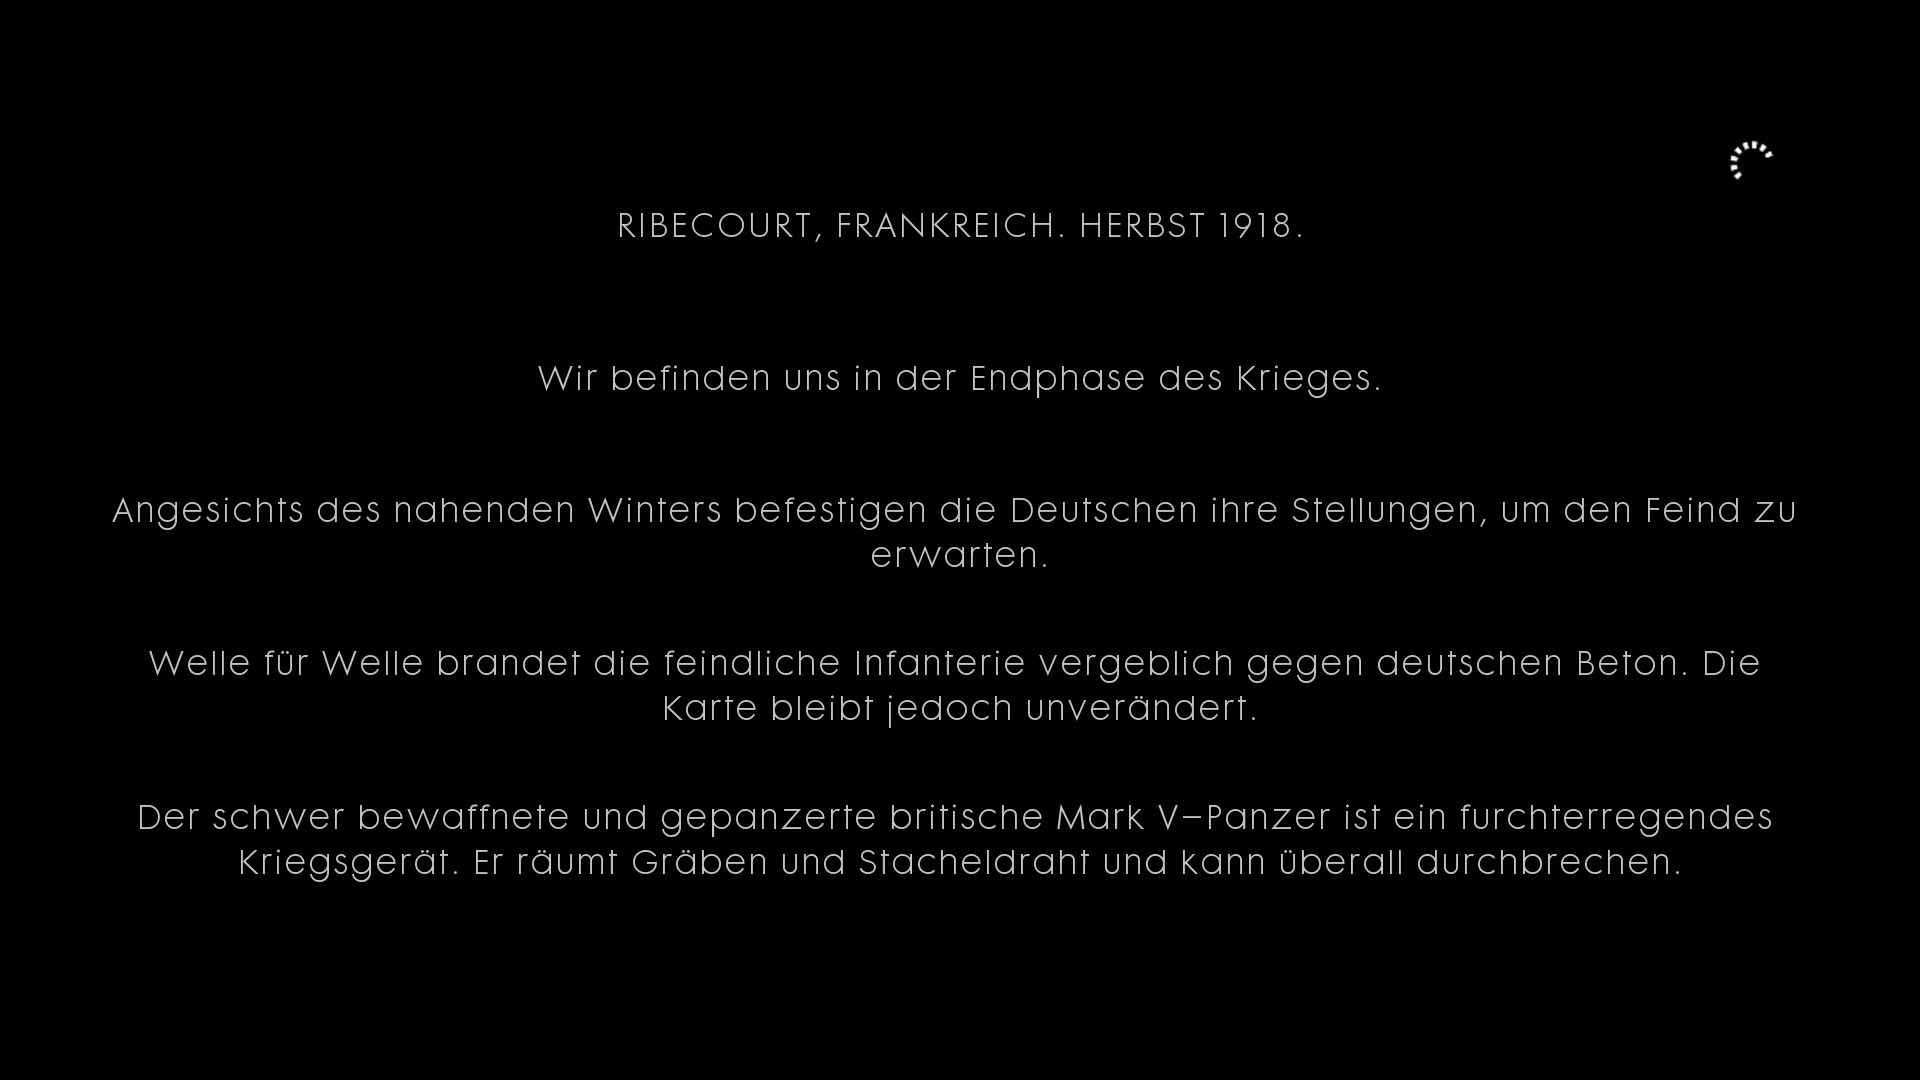 RIBECOURT, FRANKREICH. HERBST 1918.
Wir befinden uns in der Endphase des Krieges.
Angesichts des nahenden Winters befestigen die Deutschen ihre Stellungen, um den Feind zu
erwarten.
Welle für Welle brandet die feindliche Infanterie vergeblich gegen deutschen Beton. Die
Karte bleibt jedoch unverändert.
Der schwer bewaffnete und gepanzerte britische Mark V-Panzer ist ein furchterregendes
Kriegsgerät. Er räumt Gräben und Stacheldraht und kann überall durchbrechen.